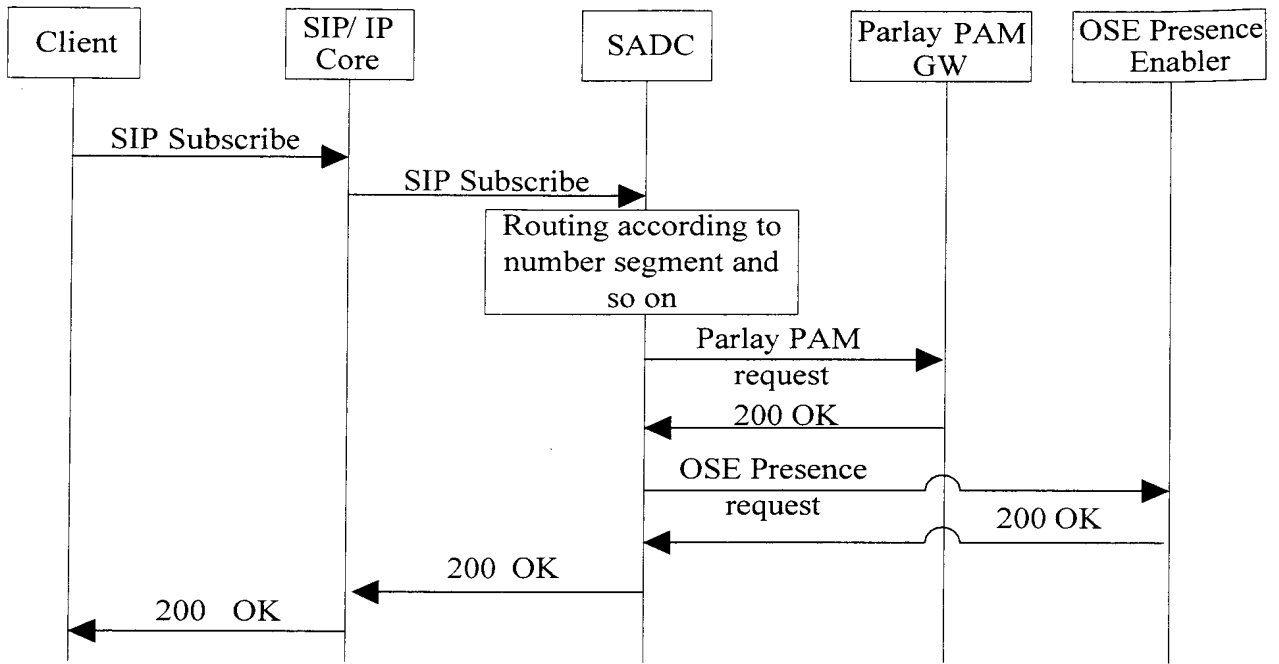 Client
SIP/ IP
Core
SADC
Parlay PAM
GW
OSE Presence
Enabler
SIP Subscribe
SIP Subscribe
Routing according to
number segment and
so on
Parlay PAM
request
200 OK
OSE Presence
request
200 OK
200 OK
200 OK